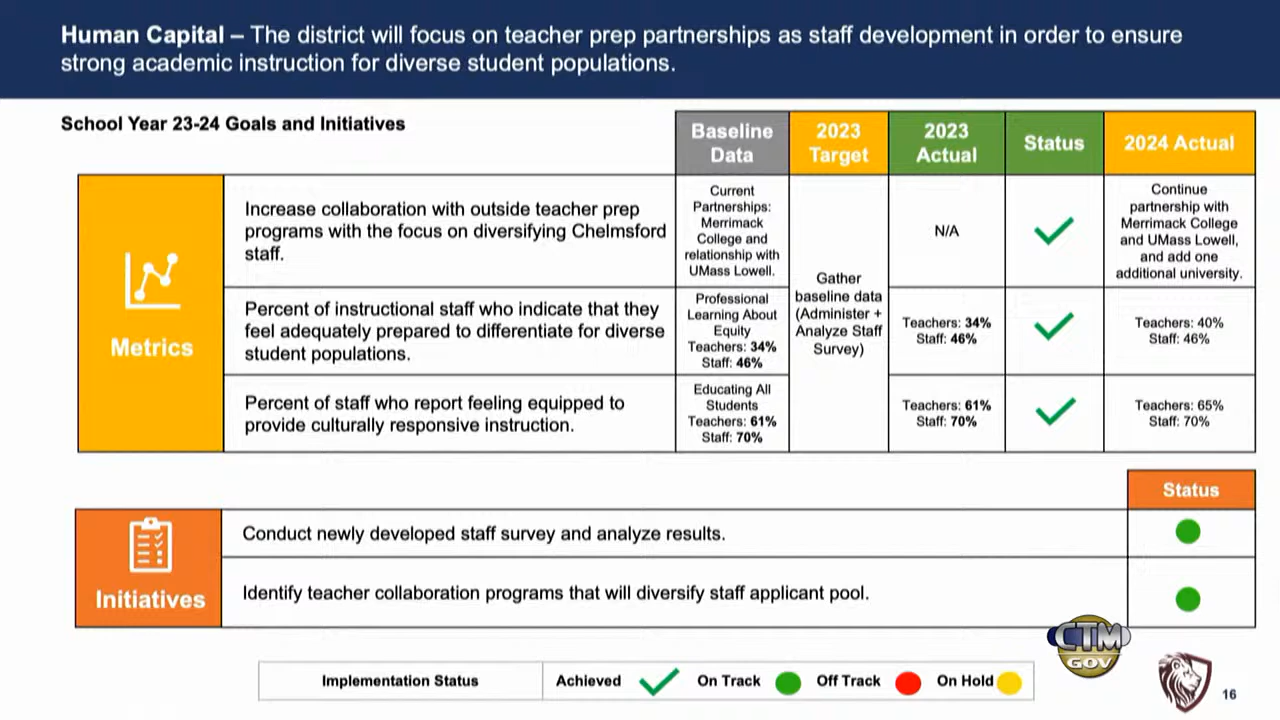 Human Capital – The district will focus on teacher prep partnerships as staff development in order to ensure
strong academic instruction for diverse student populations.
School Year 23-24 Goals and Initiatives
Baseline
Data
2023
Target
2023
Actual
Status
2024 Actual
Metrics
Increase collaboration with outside teacher prep
programs with the focus on diversifying Chelmsford
staff.
Current
Partnerships:
Merrimack
College and
relationship with
UMass Lowell.
Gather
baseline data
(Administer +
Analyze Staff
Survey)
N/A
Continue
partnership with
Merrimack College
and UMass Lowell,
and add one
additional university.
Percent of instructional staff who indicate that they
feel adequately prepared to differentiate for diverse
student populations.
Professional
Learning About
Equity
Teachers: 34%
Staff: 46%
Teachers: 34%
Staff: 46%
Teachers: 40%
Staff: 46%
Percent of staff who report feeling equipped to
provide culturally responsive instruction.
Educating All
Students
Teachers: 61%
Staff: 70%
Teachers: 61%
Staff: 70%
Teachers: 65%
Staff: 70%
Status
Initiatives
Conduct newly developed staff survey and analyze results.
Identify teacher collaboration programs that will diversify staff applicant pool.
Implementation Status
Achieved
On Track
Off Track
On Hold
CTM
GOV
16